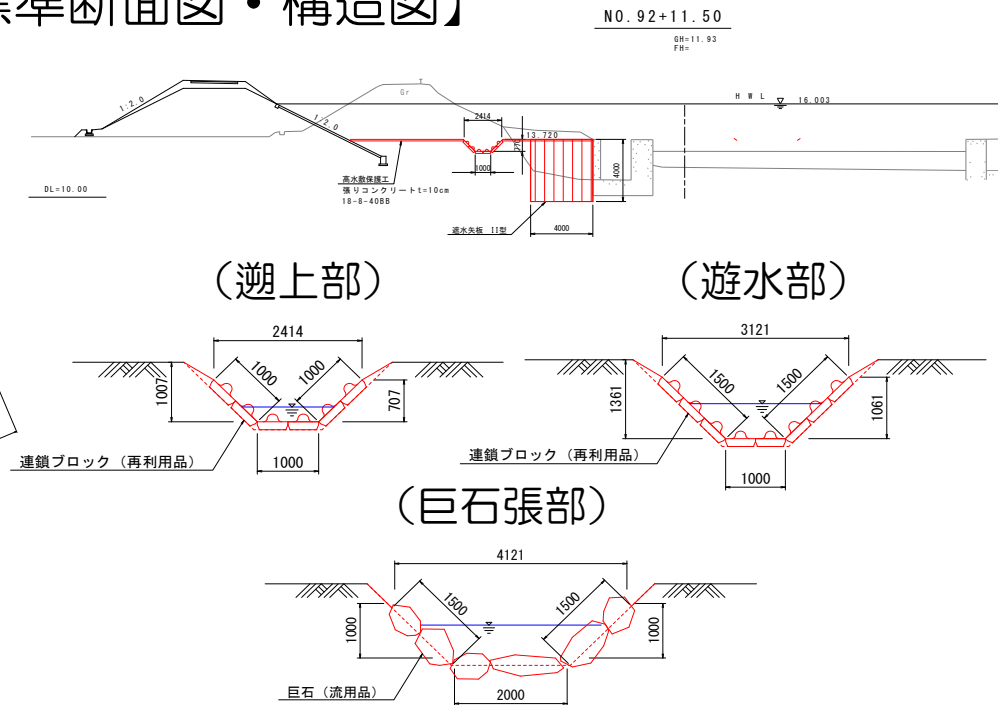 準断面図・構造図】
NO.92+11.50
GH=11.93
FH=
1:2.0
T
Gr
1/2.0
2414
1000
13.720
H W L
16.003
4000
4000
DL=10.00
高水敷保護工
張りコンクリートt=10cm
18-8-40BB
遮水矢板 II型
（遡上部）
2414
1000
1000
1007
707
1000
連鎖ブロック（再利用品）
（遊水部）
3121
1500
1500
1361
1061
1000
連鎖ブロック（再利用品）
（巨石張部）
4121
1500
1500
1000
1000
2000
巨石（流用品）